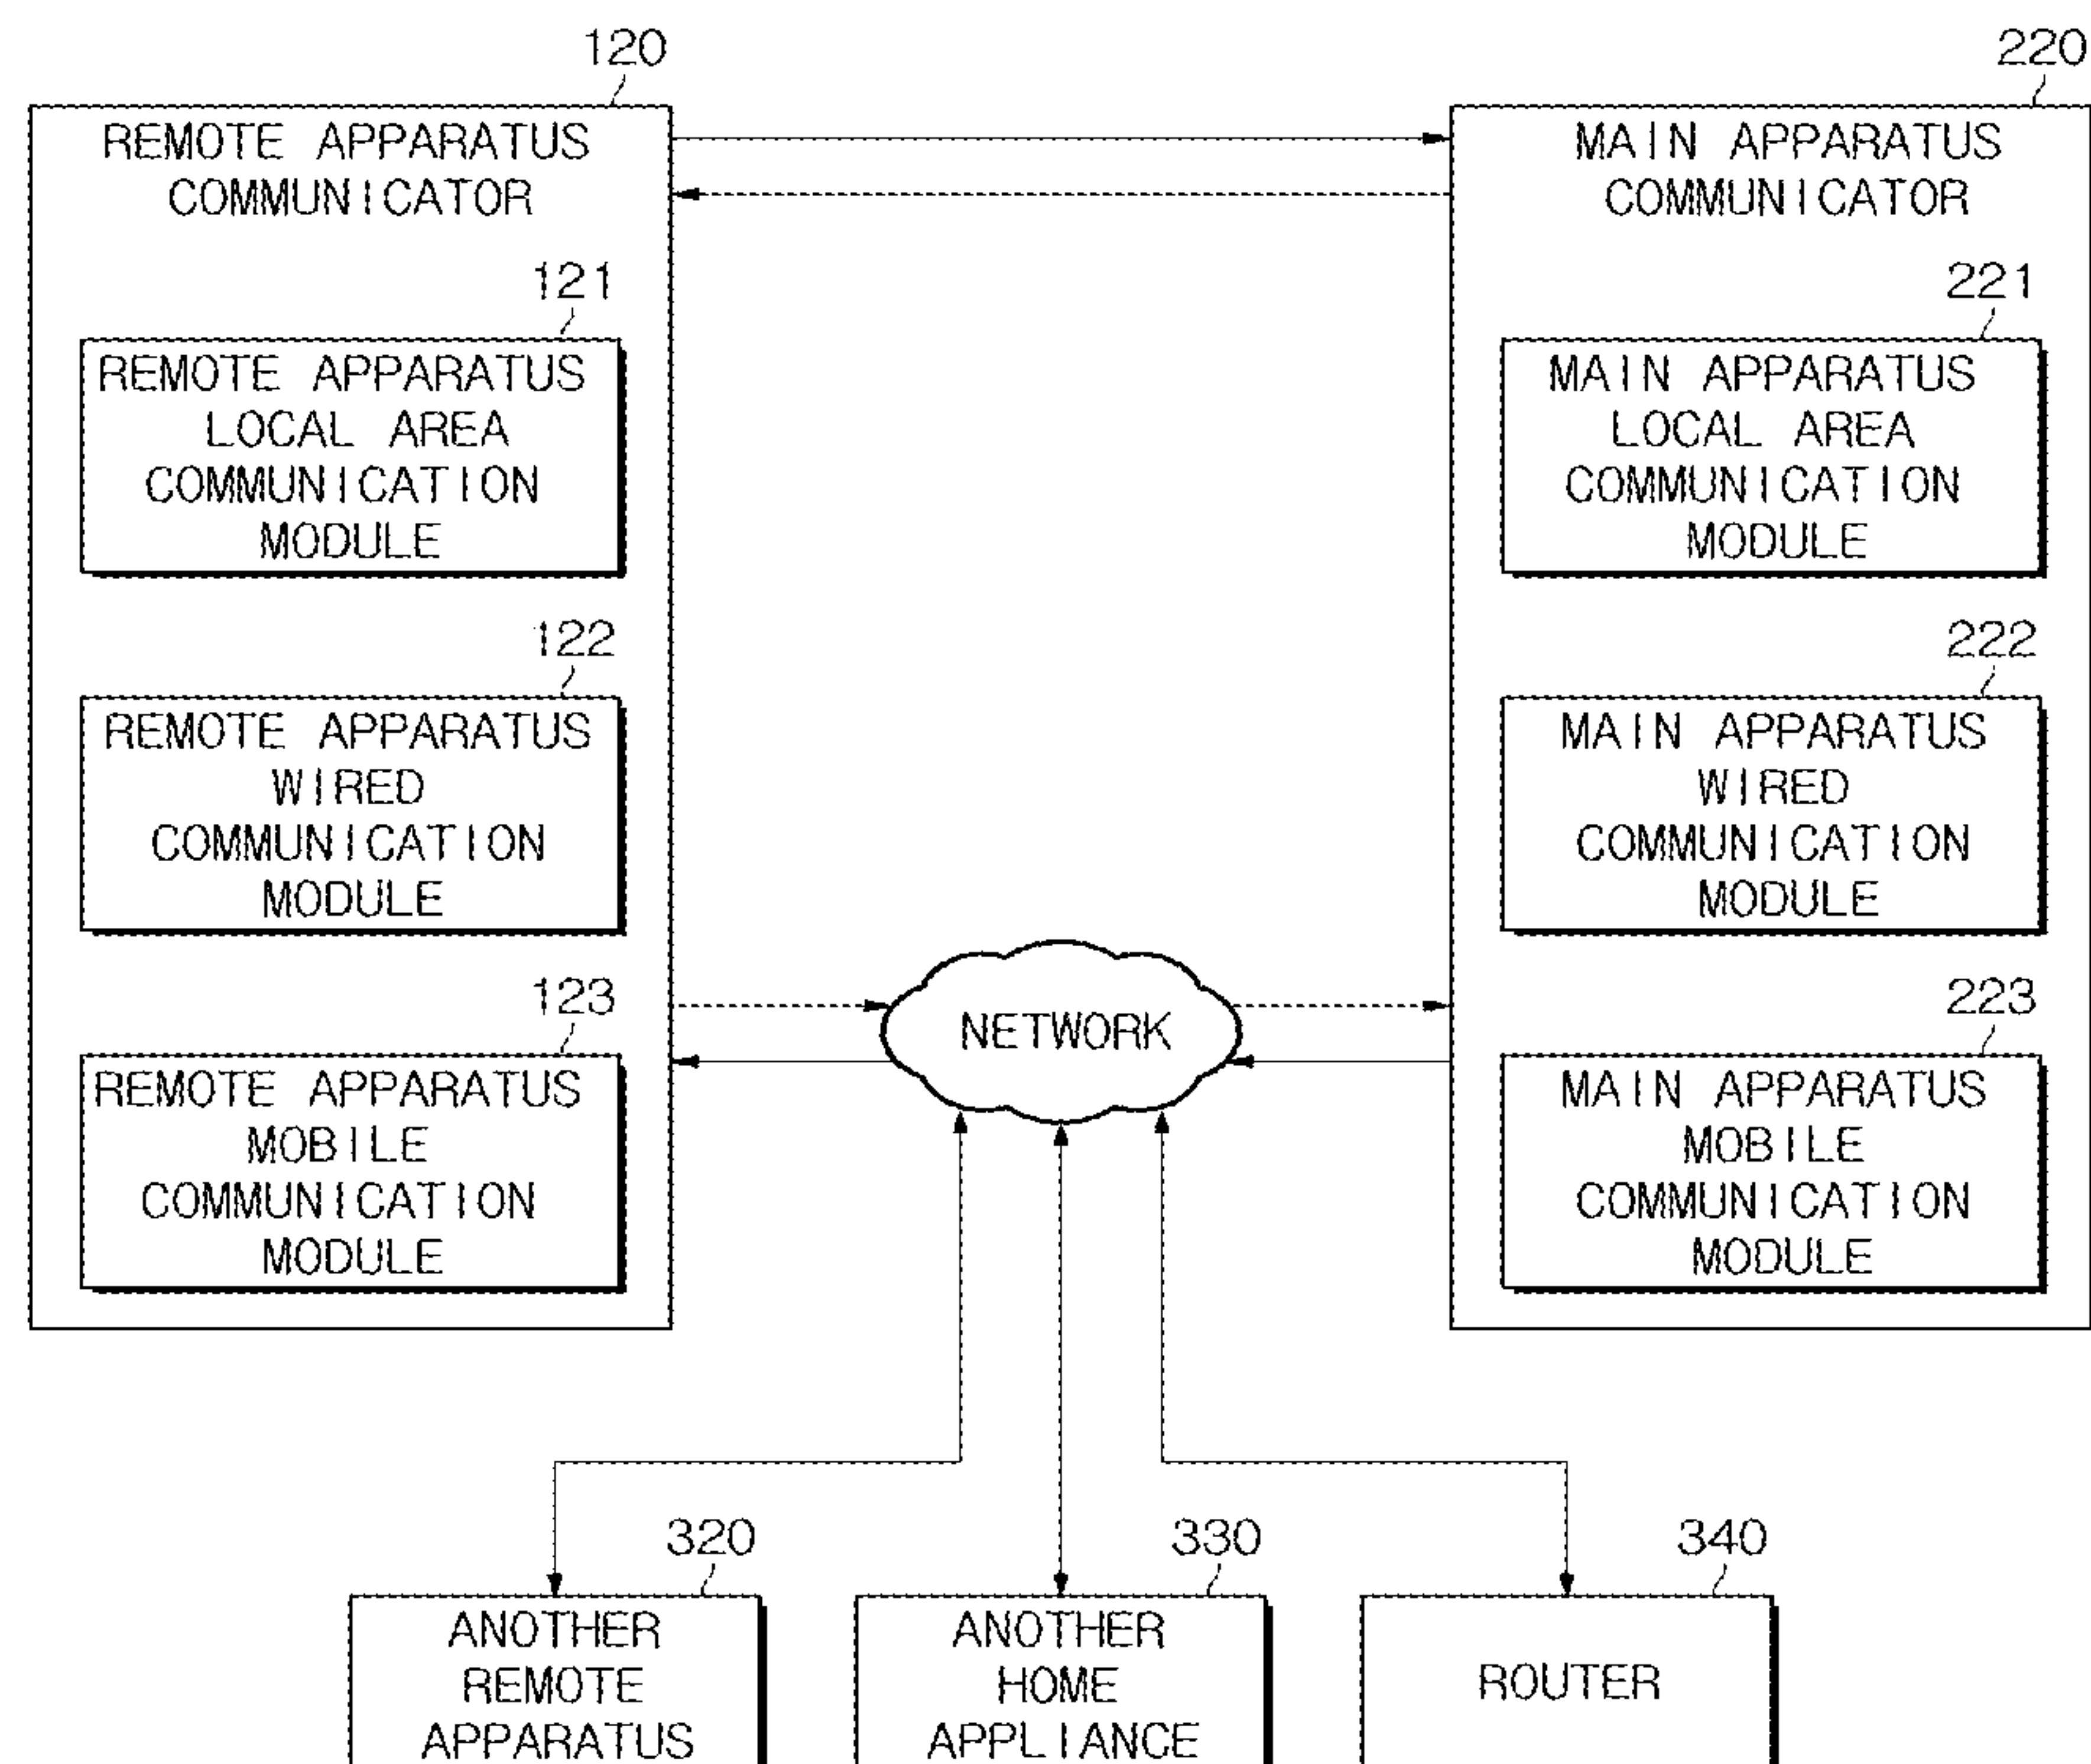 120
REMOTE APPARATUS
COMMUNICATOR
121
REMOTE APPARATUS
LOCAL AREA
COMMUNICATION
MODULE
122
REMOTE APPARATUS
WIRED
COMMUNICATION
MODULE
123
REMOTE APPARATUS
MOBILE
COMMUNICATION
MODULE
220
MAIN APPARATUS
COMMUNICATOR
221
MAIN APPARATUS
LOCAL AREA
COMMUNICATION
MODULE
222
MAIN APPARATUS
WIRED
COMMUNICATION
MODULE
223
MAIN APPARATUS
MOBILE
COMMUNICATION
MODULE
NETWORK
320
ANOTHER
REMOTE
APPARATUS
330
ANOTHER
HOME
APPLIANCE
340
ROUTER